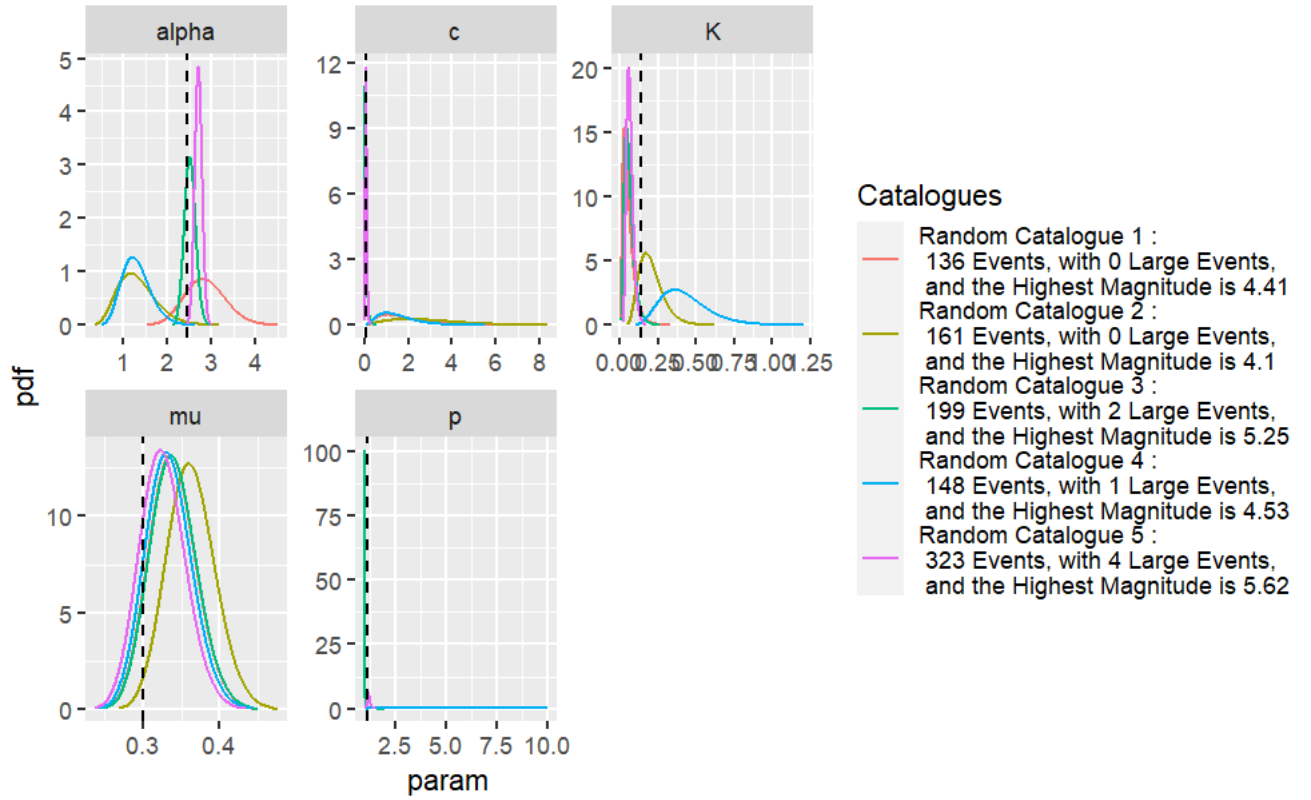 alpha
c
K
5
4
3
2
1
0
1 2 3 4
12
9
6
3
0
0 2 4 6 8
20
15
10
5
0
0.00 0.25 0.50 0.75 1.00 1.25
mu
p
10
5
0
0.3 0.4
100
75
50
25
0
2.5 5.0 7.5 10.0
pdf
param
Catalogues
Random Catalogue 1 :
136 Events, with 0 Large Events,
and the Highest Magnitude is 4.41
Random Catalogue 2 :
161 Events, with 0 Large Events,
and the Highest Magnitude is 4.1
Random Catalogue 3 :
199 Events, with 2 Large Events,
and the Highest Magnitude is 5.25
Random Catalogue 4 :
148 Events, with 1 Large Events,
and the Highest Magnitude is 4.53
Random Catalogue 5 :
323 Events, with 4 Large Events,
and the Highest Magnitude is 5.62